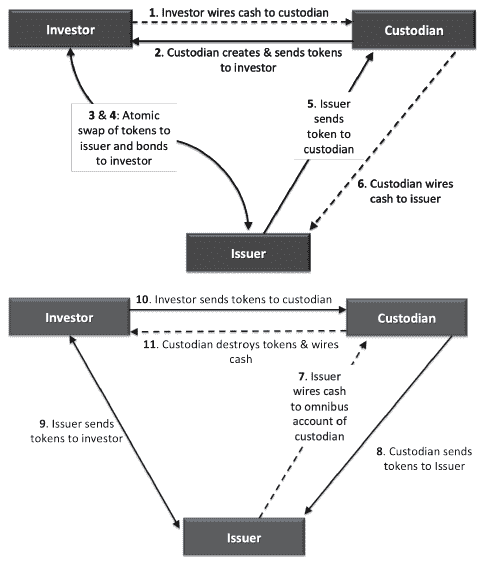 1. Investor wires cash to custodian
Investor
Custodian
2. Custodian creates & sends tokens
to investor
3 & 4: Atomic
swap of tokens to
issuer and bonds
to investor
5. Issuer
sends
token to
custodian
6. Custodian wires
cash to issuer
Issuer
10. Investor sends tokens to custodian
Investor
Custodian
11. Custodian destroys tokens & wires
cash
7. Issuer
wires cash
to omnibus
account of
custodian
9. Issuer sends
tokens to investor
8. Custodian sends
tokens to Issuer
Issuer